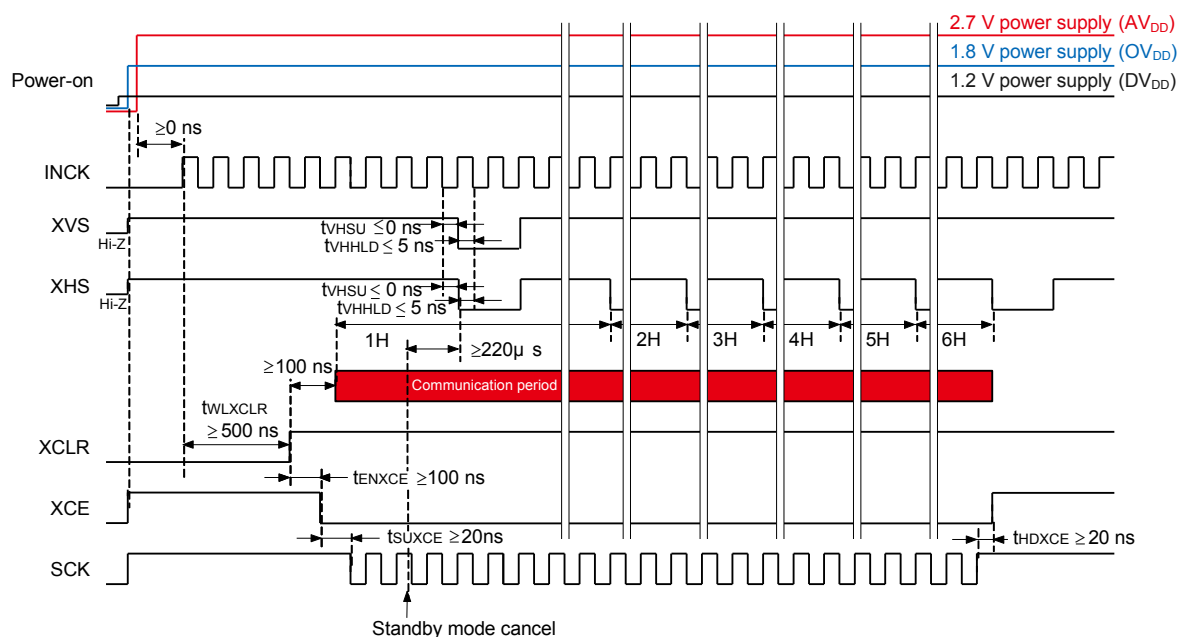 2.7 V power supply (AVDD)
1.8 V power supply (OVDD)
Power-on
1.2 V power supply (DVDD)
≥0 ns
INCK
XVS
Hi-Z
tVHSU ≤0 ns
tVHHLD ≤ 5 ns
XHS
Hi-Z
tVHSU ≤0 ns
tVHHLD ≤ 5 ns
1H 2H 3H 4H 5H 6H
≥220μ s
≥100 ns
Communication period
tWLXCLR
≥500 ns
XCLR
tENXCE ≥100 ns
XCE
tSUXCE ≥20ns
tHDXCE ≥ 20 ns
SCK
Standby mode cancel